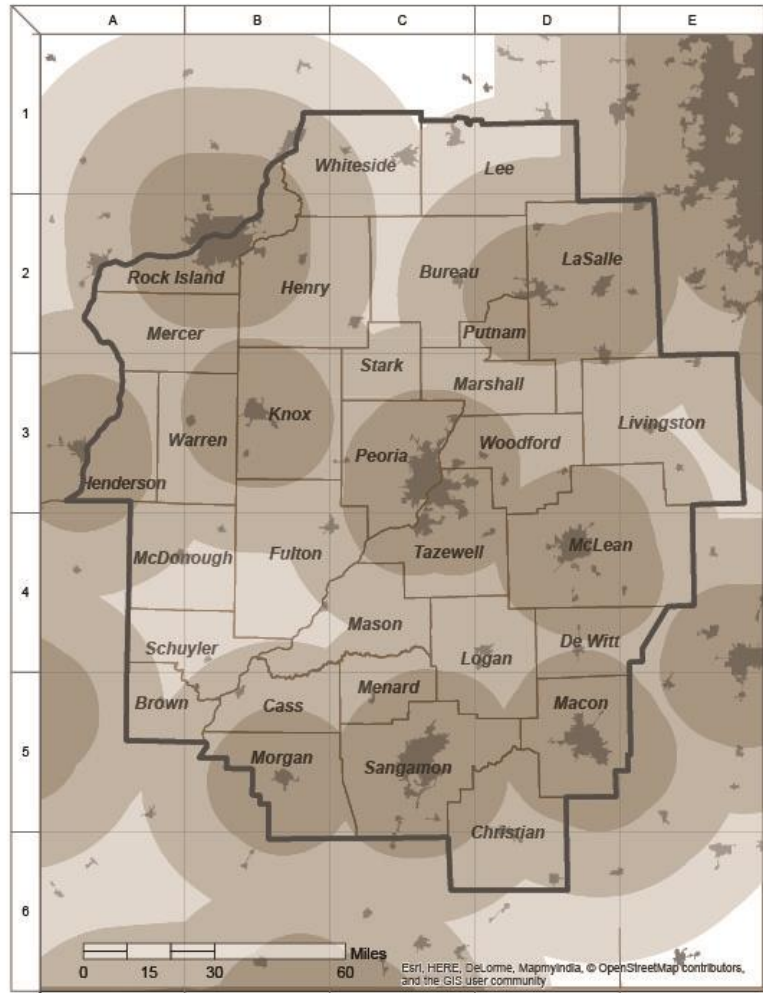 A B C D E
1
Whiteside
Lee
2
Rock Island
Henry
Bureau
LaSalle
Mercer
Putnam
Stark
Marshall
3
Knox
Warren
Peoria
Woodford
Livingston
Henderson
4
McDonough
Fulton
Tazewell
McLean
Mason
Schuyler
Logan
De Witt
5
Brown
Cass
Menard
Macon
Morgan
Sangamon
Christian
6
Miles
0 15 30 60
Esri, HERE, DeLorme, MapmyIndia, © OpenStreetMap contributors,
and the GIS user community